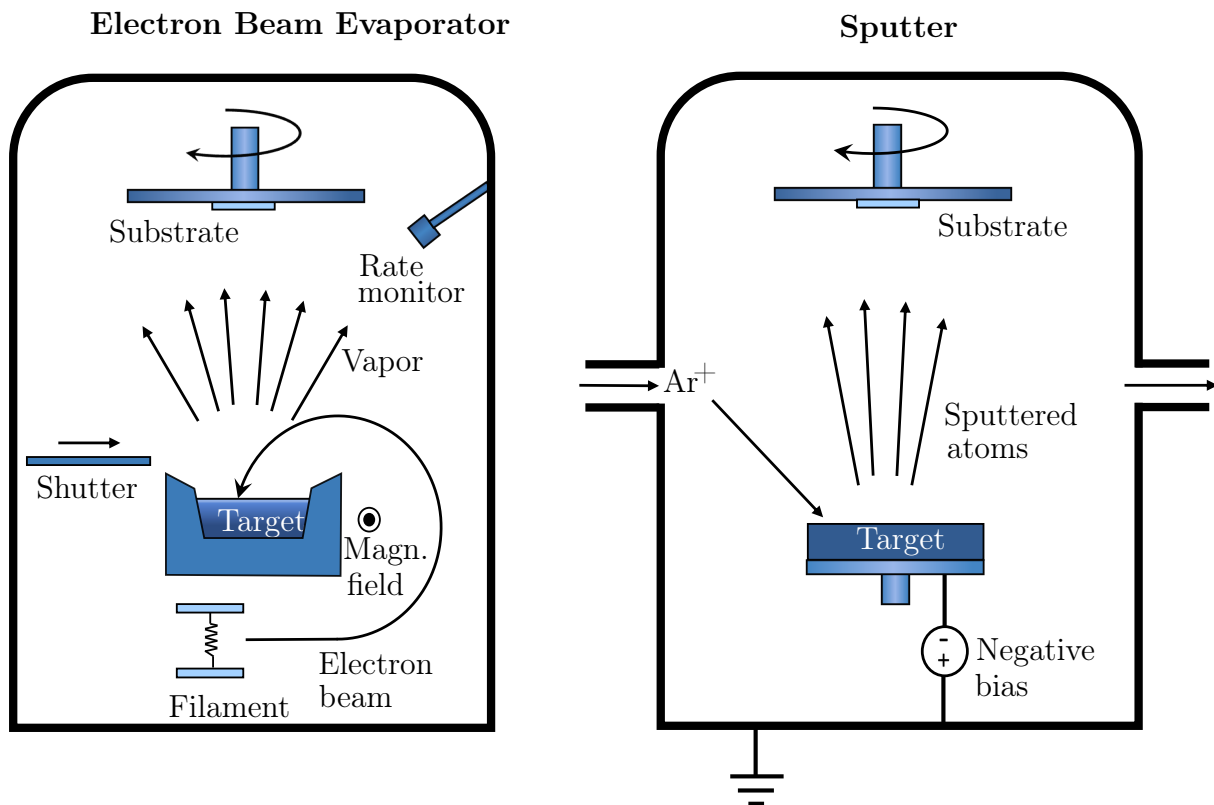 Electron Beam Evaporator
Substrate
Rate
monitor
Vapor
Shutter
Target
Magn.
field
Electron
beam
Filament
Sputter
Substrate
Ar⁺
Sputtered
atoms
Target
-
+
Negative
bias